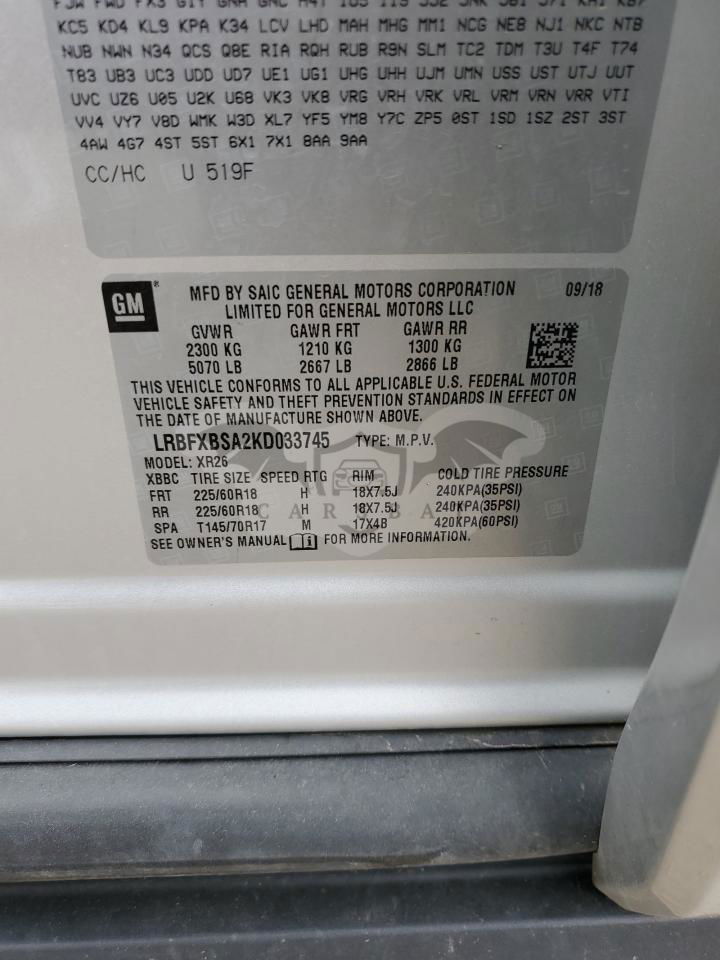 KC5 KD4 KL9 KPA K34 LCV LHD MAH MHG MM1 NCG NE8 NJ1 NKC NTB
NUB NWN N34 QCS Q8E RIA RQH RUB R9N SLM TC2 TDM T3U T4F T74
T83 UB3 UC3 UDD UD7 UE1 UG1 UHG UHH UJM UMN USS UST UTJ UUT
UVC UZ6 U05 U2K U68 VK3 VK8 VRG VRH VRK VRL VRM VRN VRR VTI
VV4 VY7 V8D WMK W3D XL7 YF5 YM8 Y7C ZP5 0ST 1SD 1SZ 2ST 3ST
4AW 4G7 4ST 5ST 6X1 7X1 8AA 9AA
CC/HC U 519F
GM®
MFD BY SAIC GENERAL MOTORS CORPORATION 09/18
LIMITED FOR GENERAL MOTORS LLC
GVWR GAWR FRT GAWR RR
2300 KG 1210 KG 1300 KG
5070 LB 2667 LB 2866 LB
THIS VEHICLE CONFORMS TO ALL APPLICABLE U.S. FEDERAL MOTOR
VEHICLE SAFETY AND THEFT PREVENTION STANDARDS IN EFFECT ON
THE DATE OF MANUFACTURE SHOWN ABOVE.
LRBFXBSA2KD033745 TYPE: M.P.V.
MODEL: XR26
XBBC TIRE SIZE SPEED RTG RIM COLD TIRE PRESSURE
FRT 225/60R18 H 18X7.5J 240KPA(35PSI)
RR 225/60R18 H 18X7.5J 240KPA(35PSI)
SPA T145/70R17 M 17X4B 420KPA(60PSI)
SEE OWNER'S MANUAL FOR MORE INFORMATION.